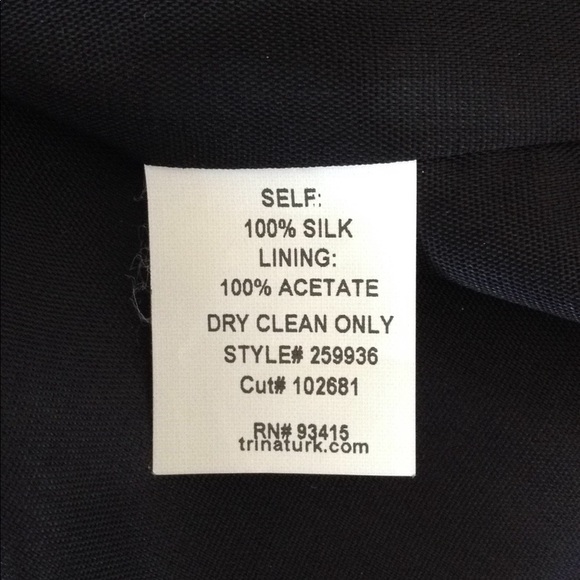 SELF:
100% SILK
LINING:
100% ACETATE
DRY CLEAN ONLY
STYLE# 259936
Cut# 102681
RN# 93415
trinaturk.com